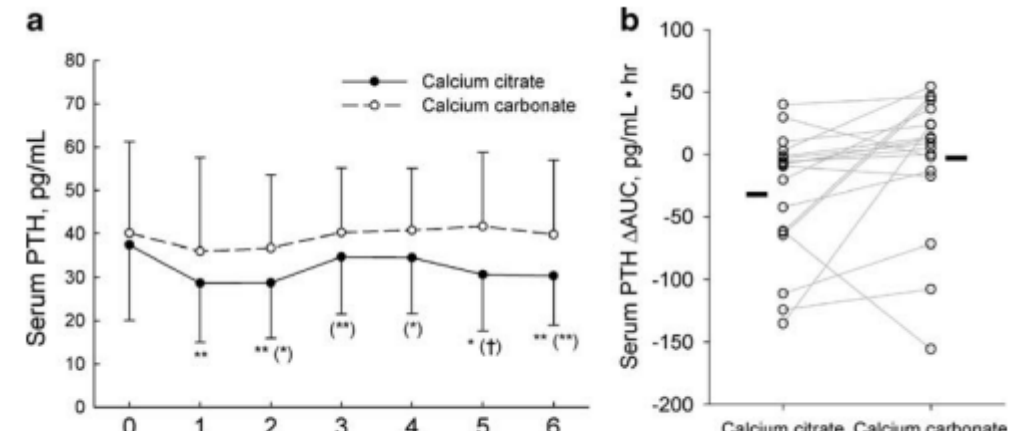 a
80
70
60
50
40
30
20
10
0
Serum PTH, pg/mL
Calcium citrate
Calcium carbonate
**
** (*)
(**)
(*)
* (†)
** (**)
0 1 2 3 4 5 6
b
100
50
0
-50
-100
-150
-200
Serum PTH ΔAUC, pg/mL • hr
Calcium citrate Calcium carbonate